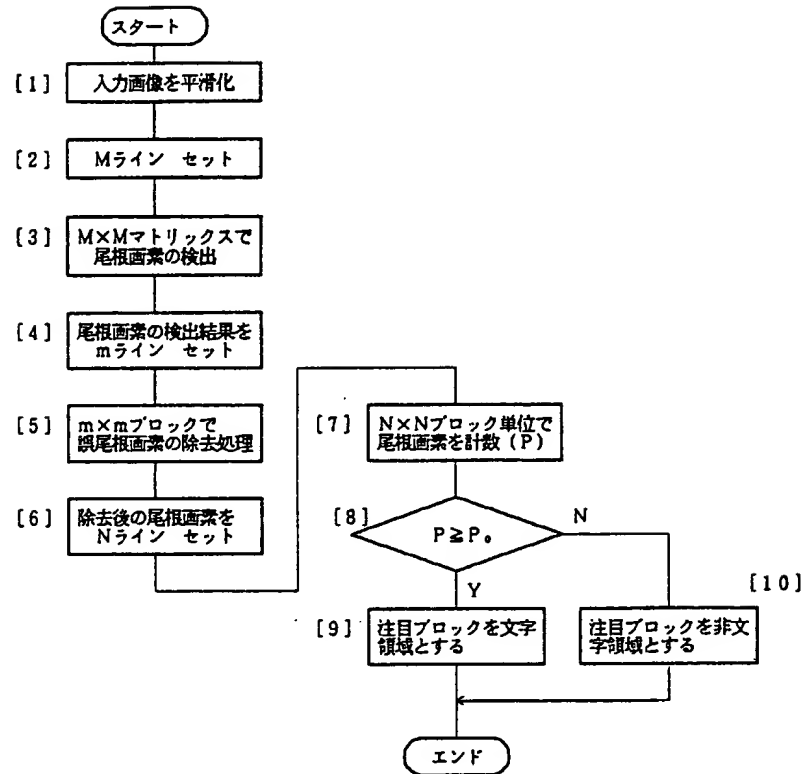 スタート
[1] 入力画像を平滑化
[2] Mライン セット
[3] M×Mマトリックスで
尾根画素の検出
[4] 尾根画素の検出結果を
mライン セット
[5] m×mブロックで
誤尾根画素の除去処理
[6] 除去後の尾根画素を
Nライン セット
[7] N×Nブロック単位で
尾根画素を計数(P)
[8] P≧P₀
N
Y
[9] 注目ブロックを文字
領域とする
[10]
注目ブロックを非文
字領域とする
エンド